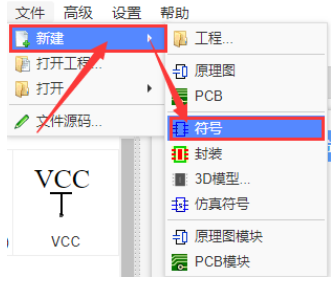 文件 高级 设置 帮助
新建
打开工程...
打开
文件源码...
工程...
原理图
PCB
符号
封装
3D模型...
仿真符号
原理图模块
PCB模块
VCC
VCC